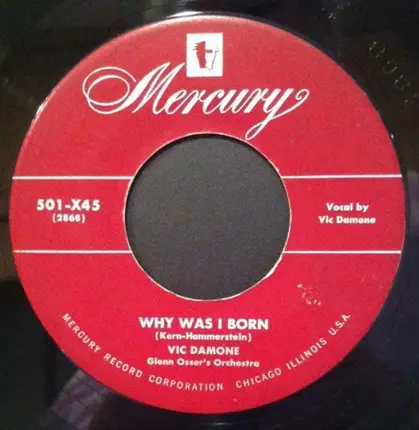 Mercury
501-X45
(2868)
Vocal by
Vic Damone
WHY WAS I BORN
(Kern-Hammerstein)
VIC DAMONE
Glenn Osser's Orchestra
MERCURY RECORD CORPORATION CHICAGO ILLINOIS U.S.A.